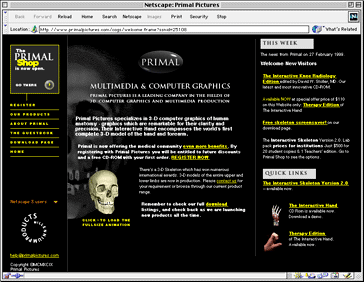 Netscape: Primal Pictures
Back Forward Reload Home Search Netscape Images Print Security Stop
Location: http://www.primalpictures.com/cogs/welcome.frame?sensid=25108 What's Related
The
PRIMAL
Shop
is now open.
GO THERE
REGISTER
OUR PRODUCTS
ABOUT PRIMAL
THE GUESTBOOK
DOWNLOAD PAGE
HOME
Netscape 3 users
PRODUCTS
help@primalpictures.com
Copyright ©MCMXCIX
Primal Pictures
PRIMAL
MULTIMEDIA & COMPUTER GRAPHICS
PRIMAL PICTURES IS A LEADING COMPANY IN THE FIELDS
OF 3-D COMPUTER GRAPHICS AND MULTIMEDIA PRODUCTION
Primal Pictures specializes in 3-D computer graphics of human
anatomy - graphics which are remarkable for their clarity and
precision. Their Interactive Hand encompasses the world's first
complete 3-D model of the hand and forearm.
Primal is now offering the medical community even more benefits. By
registering with Primal Pictures you will be entitled to future discounts
and a free CD-ROM with your first order. REGISTER NOW
There's a 3-D Skeleton which has won numerous
international awards. 3-D models of the entire upper and
lower limbs are now in production. Please contact us for
your requirement or browse through our current product
range.
Remember to check our full download
listings, and check back as we are launching
new products all the time.
CLICK - TO LOAD THE
FULLSIZE ANIMATION
THIS WEEK
The news from Primal on 27 February 1999
Welcome New Visitors
The Interactive Knee Radiology
Edition edited by David W. Stoller, MD. Our
latest and most innovative CD-ROM.
Available NOW at special offer price of $110
on this Website only, Therapy Edition of
The Interactive Hand
Free skeleton screensaver! on our
download page.
The Interactive Skeleton Version 2.0. Lab
pack prices for institutions Just $500 for
20 student copies & 1 Teachers' edition. Go to
Primal Shop to see the options.
QUICK LINKS
The Interactive Skeleton Version 2.0
is now available.
The Interactive Hand
CD-Rom is available now.
Download a demo.
Therapy Edition
of The Interactive Hand.
Available now